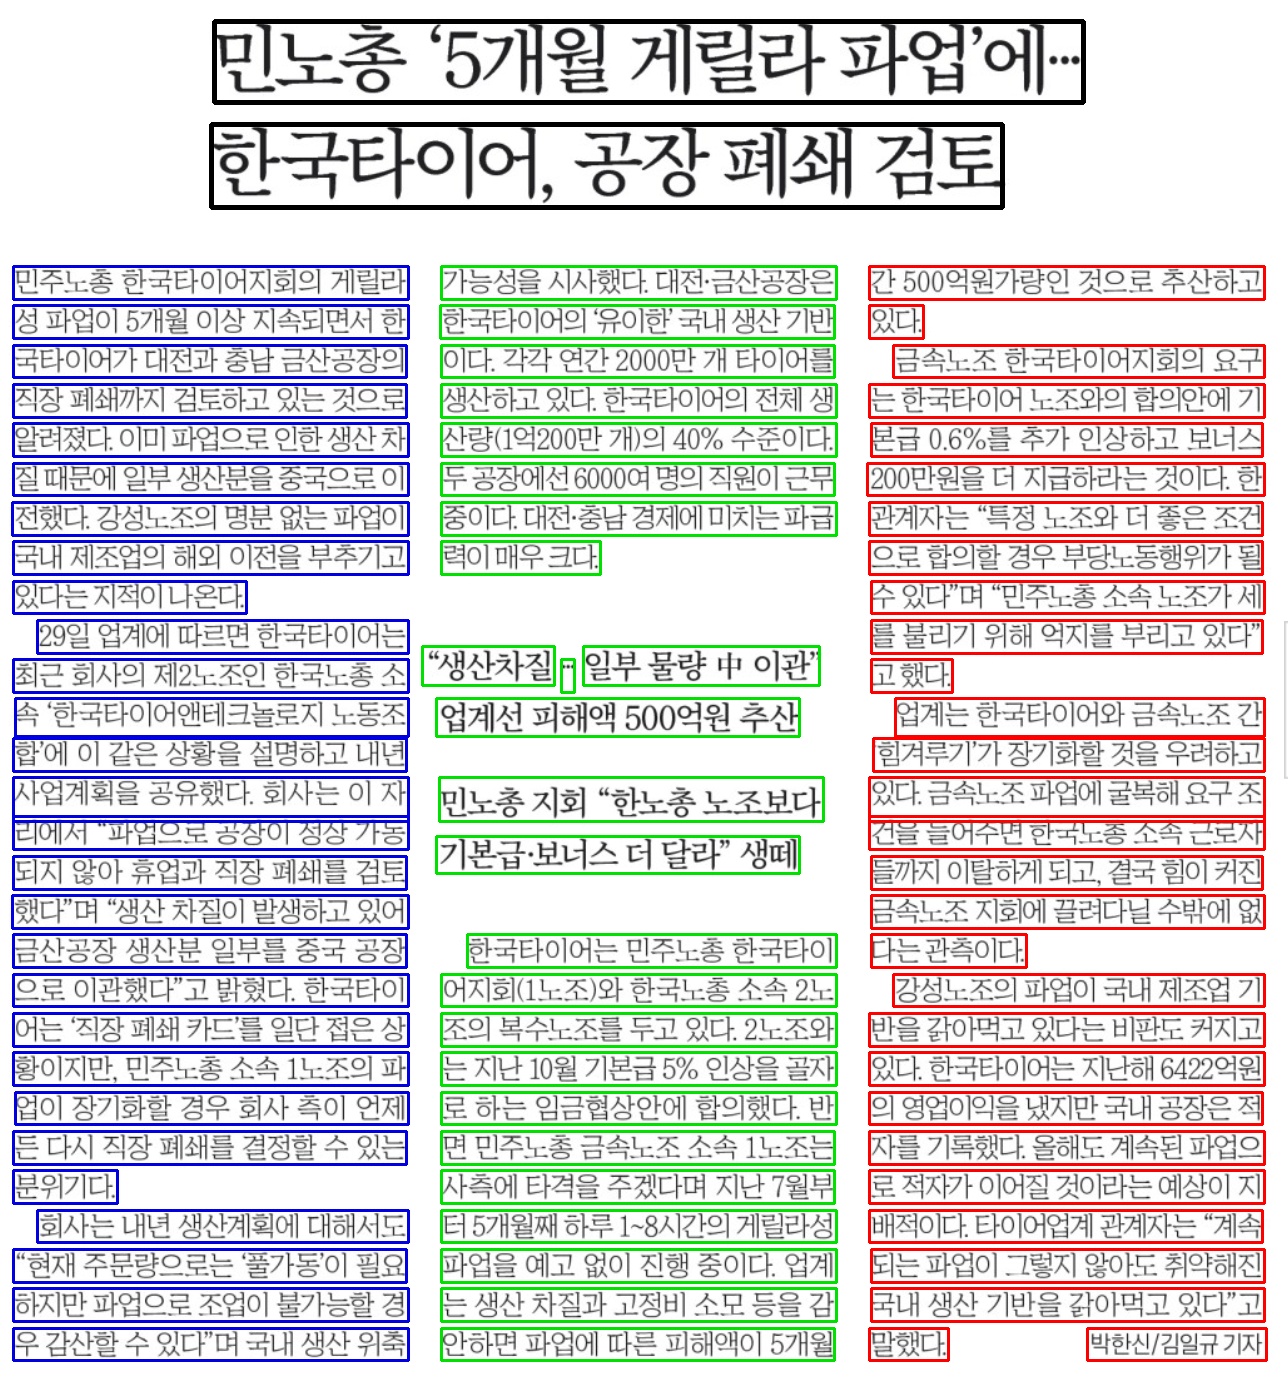 민노총 ‘5개월 게릴라 파업’에…
한국타이어, 공장 폐쇄 검토
민주노총 한국타이어지회의 게릴라
성 파업이 5개월 이상 지속되면서 한
국타이어가 대전과 충남 금산공장의
직장 폐쇄까지 검토하고 있는 것으로
알려졌다. 이미 파업으로 인한 생산 차
질 때문에 일부 생산분을 중국으로 이
전했다. 강성노조의 명분 없는 파업이
국내 제조업의 해외 이전을 부추기고
있다는 지적이 나온다.
29일 업계에 따르면 한국타이어는
최근 회사의 제2노조인 한국노총 소
속 ‘한국타이어앤테크놀로지 노동조
합’에 이 같은 상황을 설명하고 내년
사업계획을 공유했다. 회사는 이 자
리에서 “파업으로 공장이 정상 가동
되지 않아 휴업과 직장 폐쇄를 검토
했다”며 “생산 차질이 발생하고 있어
금산공장 생산분 일부를 중국 공장
으로 이관했다”고 밝혔다. 한국타이
어는 ‘직장 폐쇄 카드’를 일단 접은 상
황이지만, 민주노총 소속 1노조의 파
업이 장기화할 경우 회사 측이 언제
든 다시 직장 폐쇄를 결정할 수 있는
분위기다.
회사는 내년 생산계획에 대해서도
“현재 주문량으로는 ‘풀가동’이 필요
하지만 파업으로 조업이 불가능할 경
우 감산할 수 있다”며 국내 생산 위축
가능성을 시사했다. 대전·금산공장은
한국타이어의 ‘유이한’ 국내 생산 기반
이다. 각각 연간 2000만 개 타이어를
생산하고 있다. 한국타이어의 전체 생
산량(1억200만 개)의 40% 수준이다.
두 공장에선 6000여 명의 직원이 근무
중이다. 대전·충남 경제에 미치는 파급
력이 매우 크다.
“생산차질…일부 물량 中 이관”
업계선 피해액 500억원 추산
민노총 지회 “한노총 노조보다
기본급·보너스 더 달라” 생떼
한국타이어는 민주노총 한국타이
어지회(1노조)와 한국노총 소속 2노
조의 복수노조를 두고 있다. 2노조와
는 지난 10월 기본급 5% 인상을 골자
로 하는 임금협상안에 합의했다. 반
면 민주노총 금속노조 소속 1노조는
사측에 타격을 주겠다며 지난 7월부
터 5개월째 하루 1~8시간의 게릴라성
파업을 예고 없이 진행 중이다. 업계
는 생산 차질과 고정비 소모 등을 감
안하면 파업에 따른 피해액이 5개월
간 500억원가량인 것으로 추산하고
있다.
금속노조 한국타이어지회의 요구
는 한국타이어 노조와의 합의안에 기
본급 0.6%를 추가 인상하고 보너스
200만원을 더 지급하라는 것이다. 한
관계자는 “특정 노조와 더 좋은 조건
으로 합의할 경우 부당노동행위가 될
수 있다”며 “민주노총 소속 노조가 세
를 불리기 위해 억지를 부리고 있다”
고 했다.
업계는 한국타이어와 금속노조 간
힘겨루기’가 장기화할 것을 우려하고
있다. 금속노조 파업에 굴복해 요구 조
건을 들어주면 한국노총 소속 근로자
들까지 이탈하게 되고, 결국 힘이 커진
금속노조 지회에 끌려다닐 수밖에 없
다는 관측이다.
강성노조의 파업이 국내 제조업 기
반을 갉아먹고 있다는 비판도 커지고
있다. 한국타이어는 지난해 6422억원
의 영업이익을 냈지만 국내 공장은 적
자를 기록했다. 올해도 계속된 파업으
로 적자가 이어질 것이라는 예상이 지
배적이다. 타이어업계 관계자는 “계속
되는 파업이 그렇지 않아도 취약해진
국내 생산 기반을 갉아먹고 있다”고
말했다. 박한신/김일규 기자